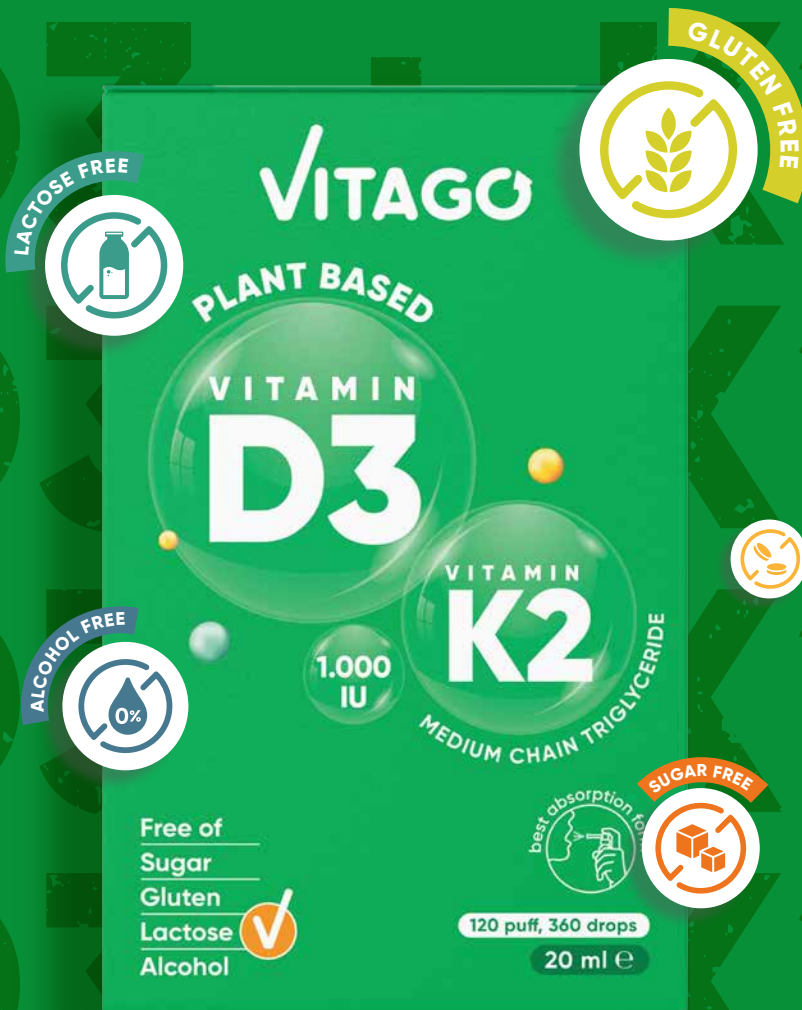 GLUTEN FREE
VITAGO
LACTOSE FREE
PLANT BASED
VITAMIN
D3
VITAMIN
K2
1.000
IU
MEDIUM CHAIN TRIGLYCERIDE
ALCOHOL FREE
0%
SUGAR FREE
best absorption
Free of
Sugar
Gluten
Lactose
Alcohol
120 puff, 360 drops
20 ml ℮